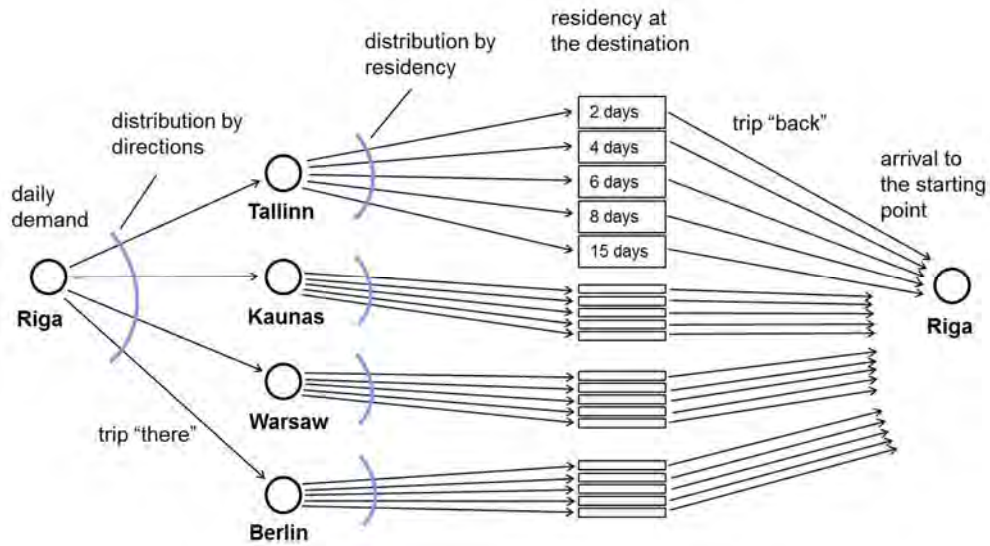 residency at
the destination
distribution by
residency
distribution by
directions
daily
demand
Riga
trip "there"
Tallinn
Kaunas
Warsaw
Berlin
2 days
4 days
6 days
8 days
15 days
trip "back"
arrival to
the starting
point
Riga